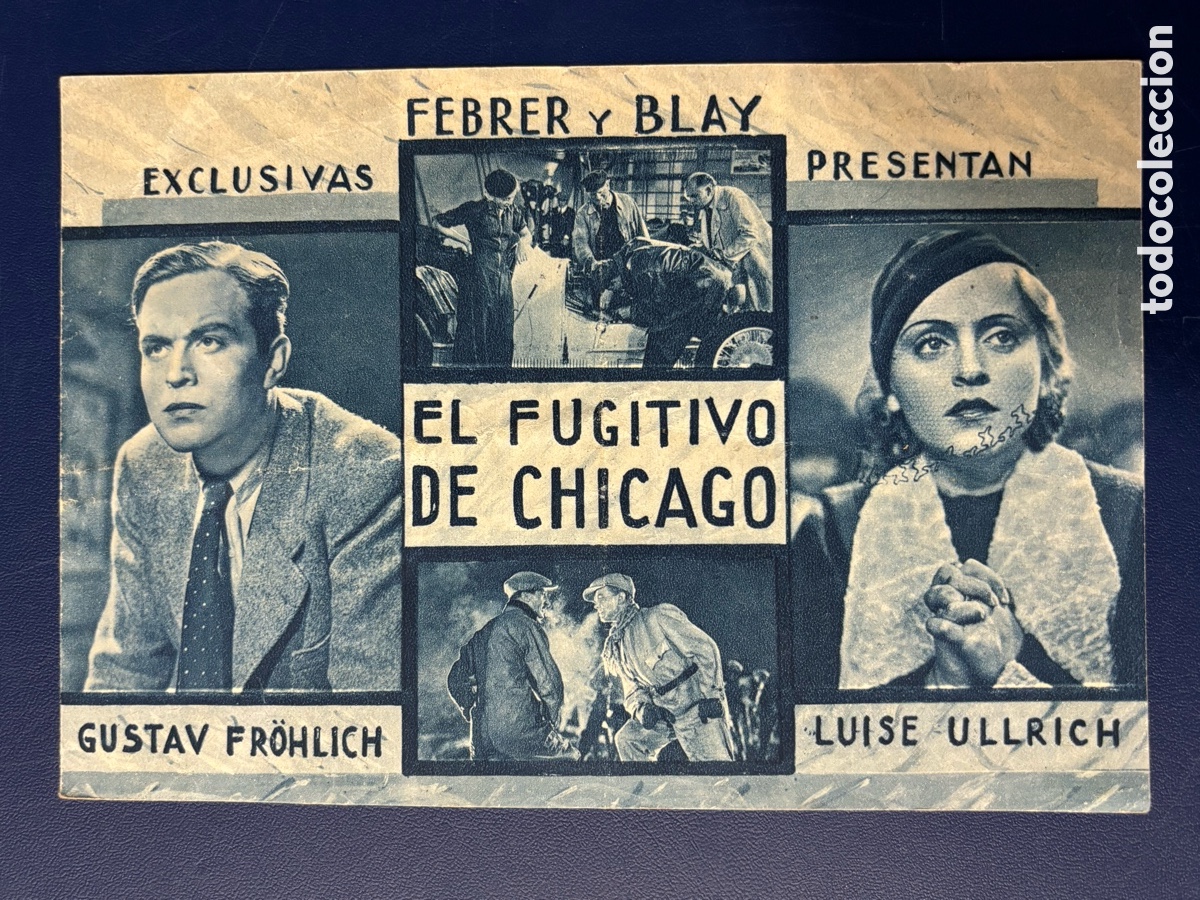 FEBRER Y BLAY
EXCLUSIVAS
PRESENTAN
EL FUGITIVO
DE CHICAGO
GUSTAV FRÖHLICH
LUISE ULLRICH
todocoleccion